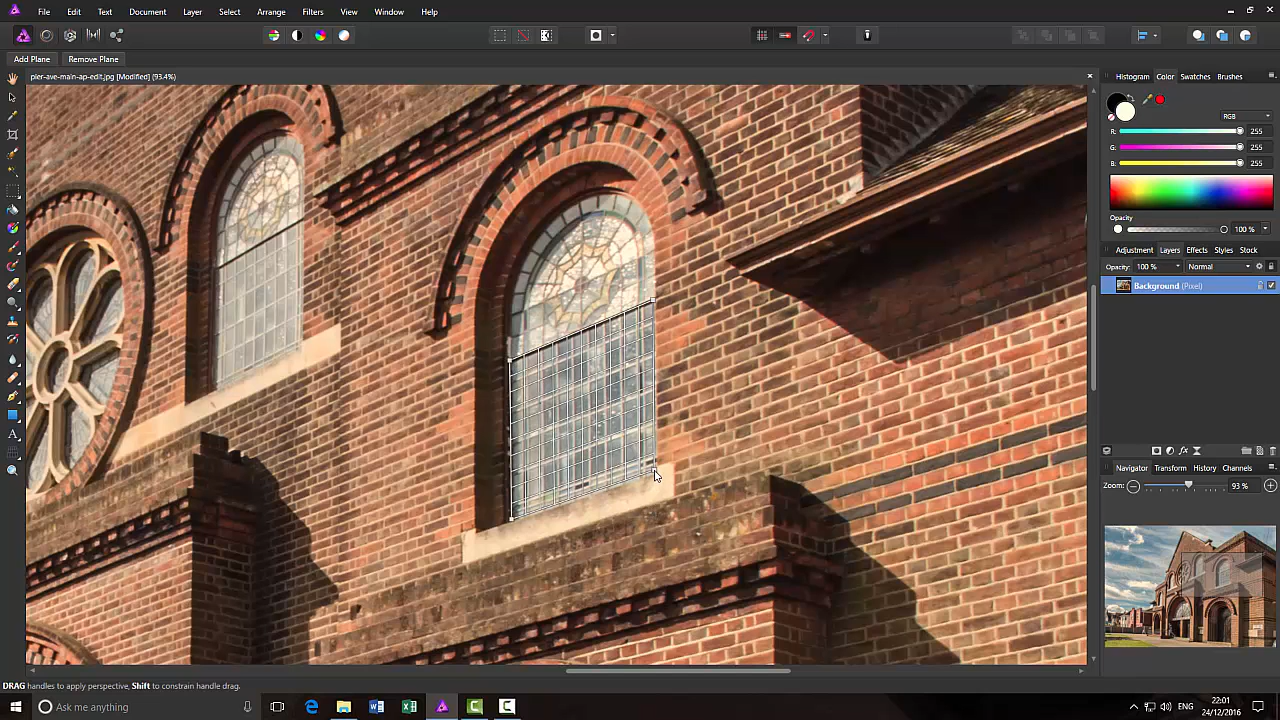 File Edit Text Document Layer Select Arrange Filters View Window Help
Add Plane Remove Plane
pier-ave-main-ap-edit.jpg [Modified] (93.4%)
Histogram Color Swatches Brushes
RGB
R: 255
G: 255
B: 255
Opacity
100 %
Adjustment Layers Effects Styles Stock
Opacity: 100 % Normal
Background (Pixel)
Navigator Transform History Channels
Zoom: 93 %
DRAG handles to apply perspective, Shift to constrain handle drag.
Ask me anything
ENG
22:01
24/12/2016